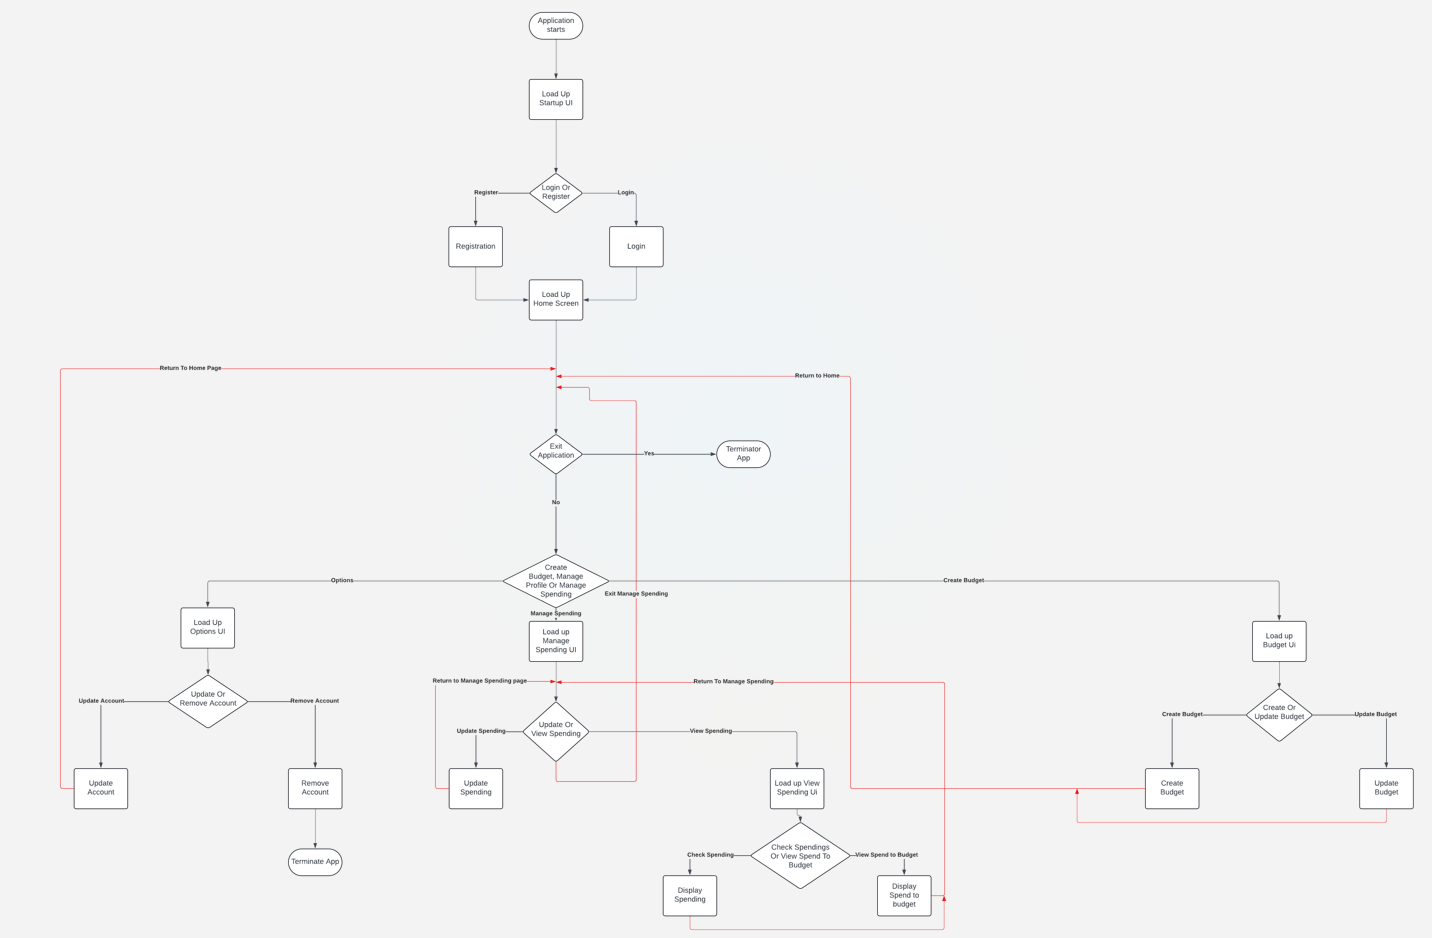 Application
starts
Load Up
Startup UI
Login Or
Register
Register
Login
Registration
Login
Load Up
Home Screen
Return To Home Page
Return to Home
Exit
Application
Yes
Terminator
App
No
Create
Budget, Manage
Profile Or Manage
Spending
Options
Create Budget
Exit Manage Spending
Manage Spending
Load Up
Options UI
Load up
Manage
Spending UI
Load up
Budget Ui
Return to Manage Spending page
Return To Manage Spending
Update Or
Remove Account
Update Account
Remove Account
Update Or
View Spending
Update Spending
View Spending
Create Or
Update Budget
Create Budget
Update Budget
Update
Account
Remove
Account
Update
Spending
Load up View
Spending Ui
Create
Budget
Update
Budget
Terminate App
Check Spendings
Or View Spend To
Budget
Check Spending
View Spend to Budget
Display
Spending
Display
Spend to
budget